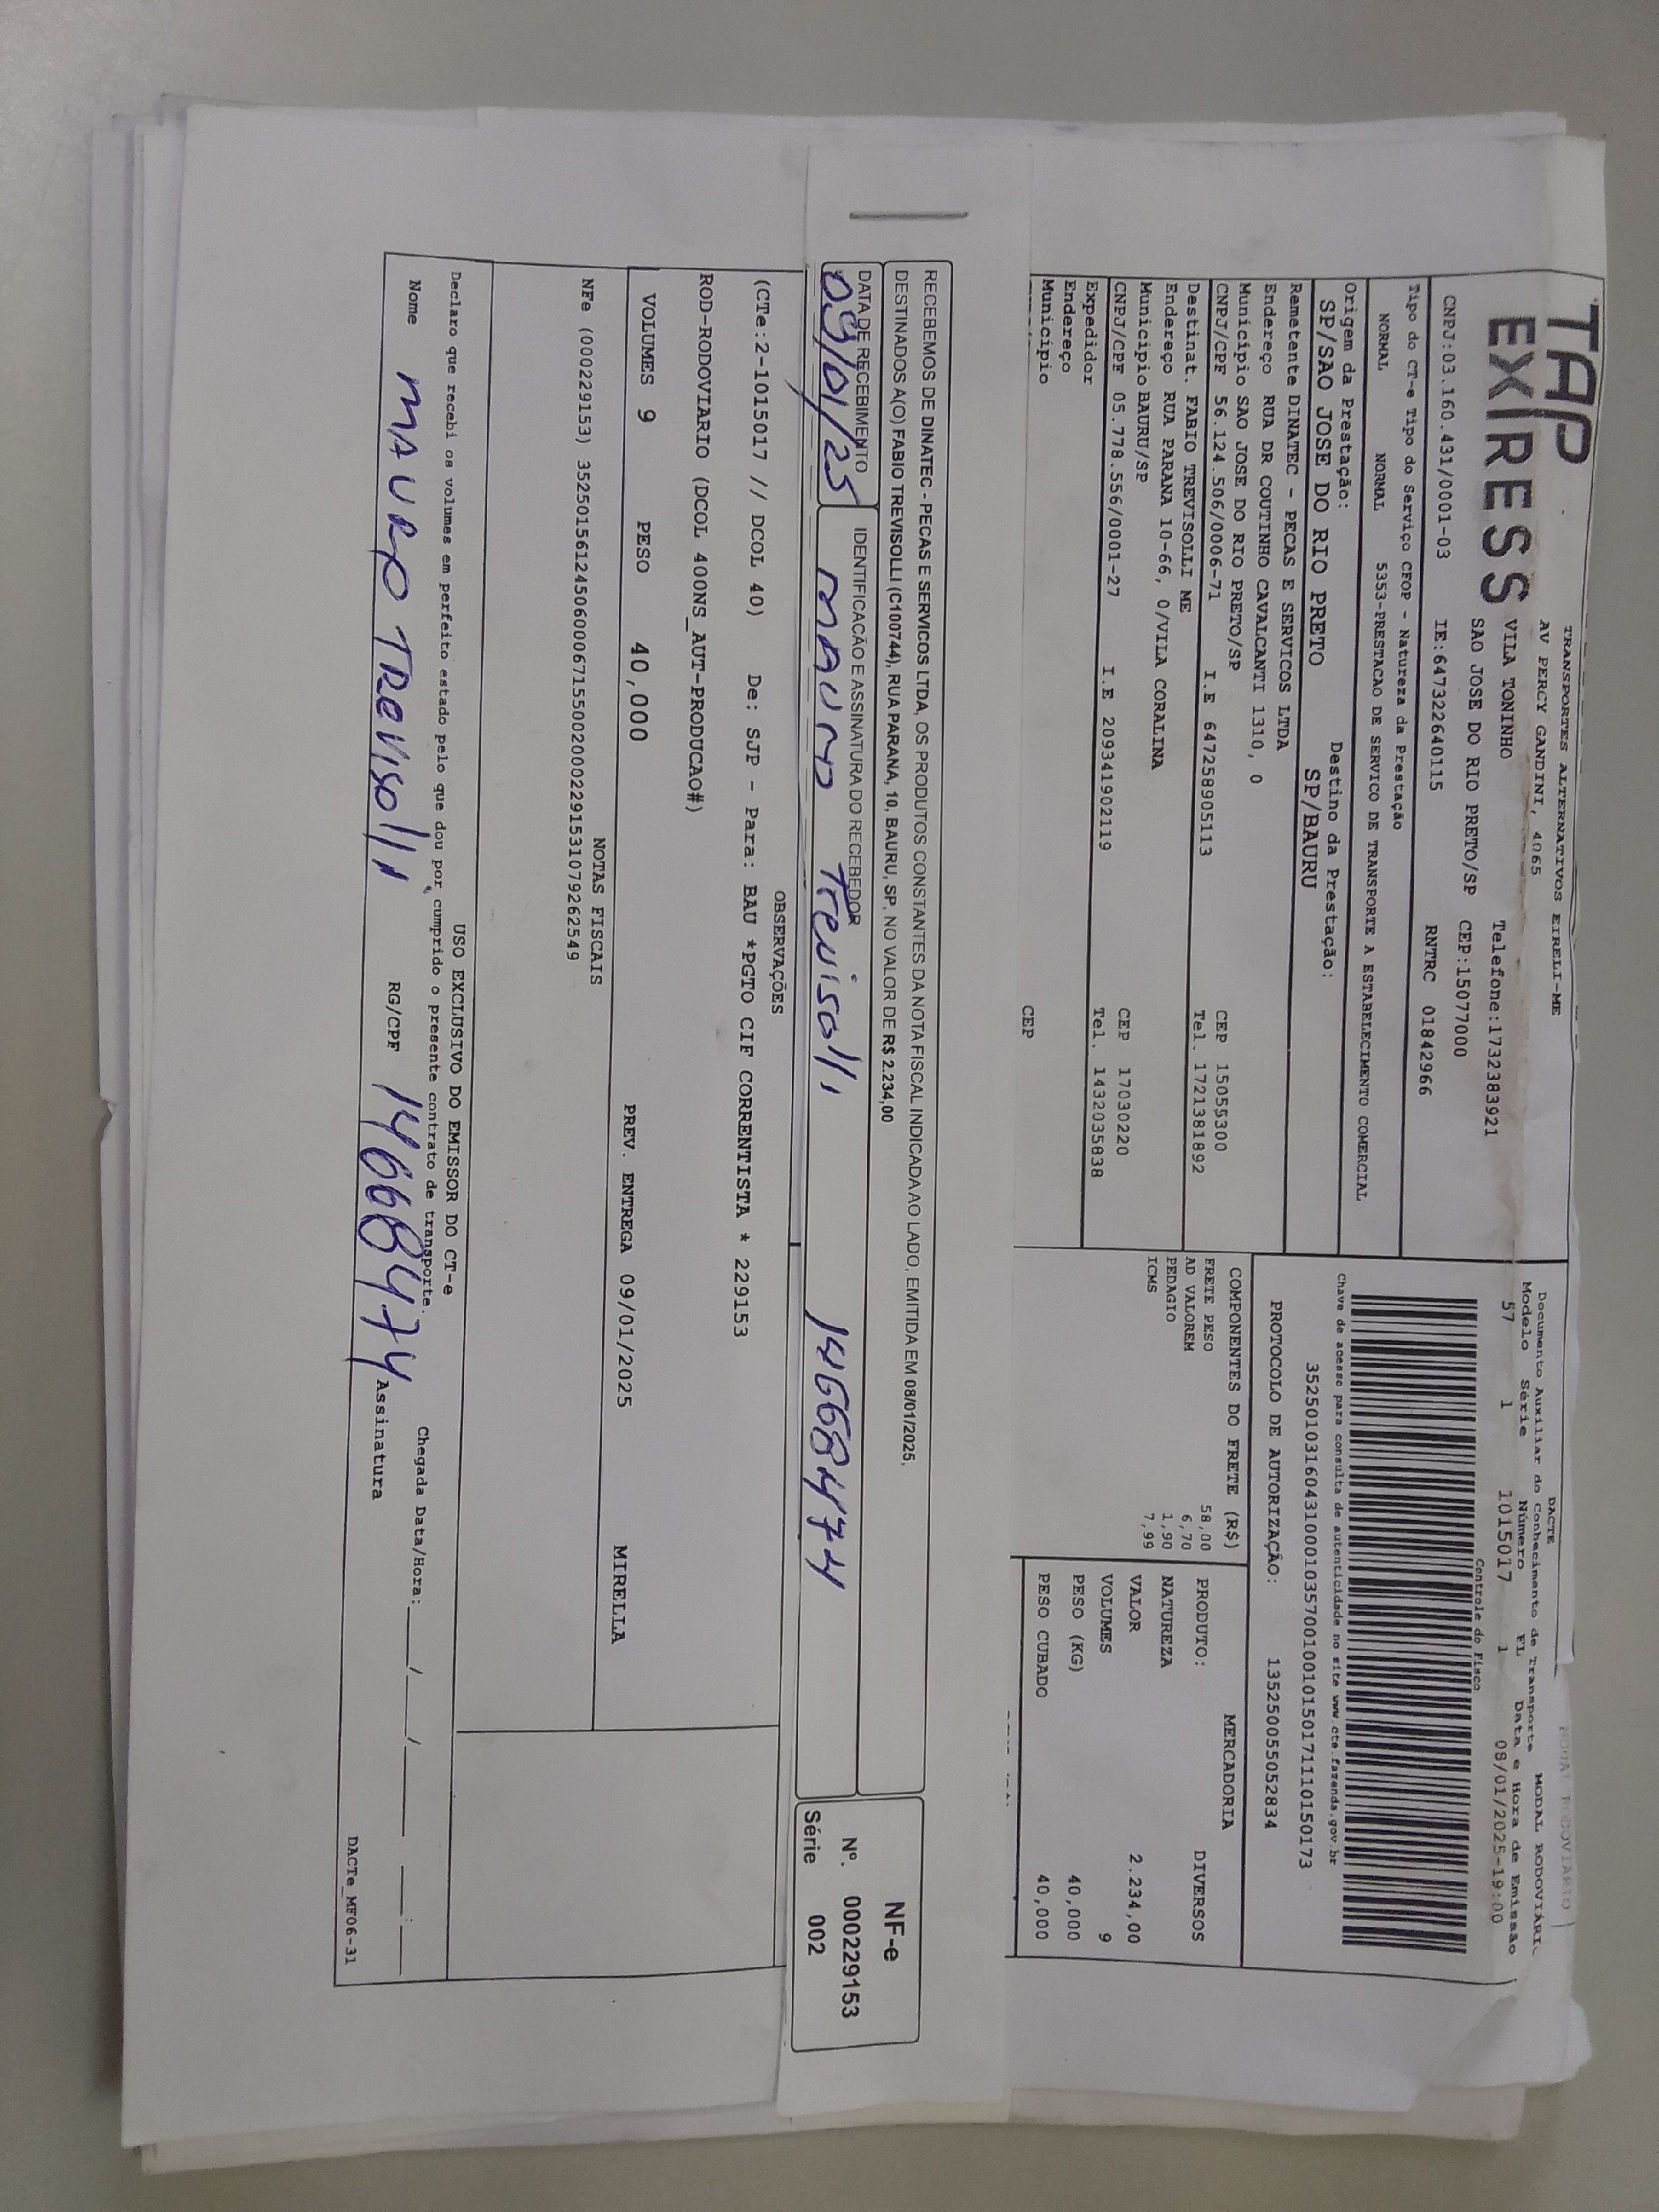 TAP EXPRESS
TRANSPORTES ALTERNATIVOS EIRELI-ME
AV PERCY GANDINI, 4065
VILA TONINHO Telefone:1732383921
SAO JOSE DO RIO PRETO/SP CEP:15077000
CNPJ:03.160.431/0001-03 IE:647322640115 RNTRC 01842966
Tipo do CT-e Tipo do Serviço CFOP - Natureza da Prestação
NORMAL NORMAL 5353-PRESTACAO DE SERVICO DE TRANSPORTE A ESTABELECIMENTO COMERCIAL
Origem da Prestação: Destino da Prestação:
SP/SAO JOSE DO RIO PRETO SP/BAURU
Remetente DINATEC - PECAS E SERVICOS LTDA
Endereço RUA DR COUTINHO CAVALCANTI 1310, 0
Município SAO JOSE DO RIO PRETO/SP CEP 15055300
CNPJ/CPF 56.124.506/0006-71 I.E 647258905113 Tel. 1721381892
Destinat. FABIO TREVISOLLI ME
Endereço RUA PARANA 10-66, 0/VILA CORALINA
Município BAURU/SP CEP 17030220
CNPJ/CPF 05.778.556/0001-27 I.E 209341902119 Tel. 1432035838
Expedidor
Endereço
Município CEP
DACTE
Documento Auxiliar do Conhecimento de Transporte MODAL RODOVIÁRIO
Modelo Série Número FL Data e Hora de Emissão
57 1 1015017 1 08/01/2025-19:00
Controle do Fisco
Chave de acesso para consulta de autenticidade no site www.cte.fazenda.gov.br
35250103160431000103570010010150171110150173
PROTOCOLO DE AUTORIZAÇÃO: 135250055052834
COMPONENTES DO FRETE (R$)
FRETE PESO 58,00
AD VALOREM 6,70
PEDAGIO 1,90
ICMS 7,99
MERCADORIA
PRODUTO: DIVERSOS
NATUREZA
VALOR 2.234,00
VOLUMES 9
PESO (KG) 40,000
PESO CUBADO 40,000
RECEBEMOS DE DINATEC - PECAS E SERVICOS LTDA, OS PRODUTOS CONSTANTES DA NOTA FISCAL INDICADA AO LADO, EMITIDA EM 08/01/2025,
DESTINADOS A(O) FABIO TREVISOLLI (C100744), RUA PARANA, 10, BAURU, SP, NO VALOR DE R$ 2.234,00
DATA DE RECEBIMENTO IDENTIFICAÇÃO E ASSINATURA DO RECEBEDOR
09/01/25 MAURO Trevisolli 14668474
NF-e
Nº. 000229153
Série 002
OBSERVAÇÕES
(CTe:2-1015017 // DCOL 40) De: SJP - Para: BAU *PGTO CIF CORRENTISTA * 229153
ROD-RODOVIARIO (DCOL 400NS_AUT-PRODUCAO#)
VOLUMES 9 PESO 40,000 PREV. ENTREGA 09/01/2025 MIRELLA
NOTAS FISCAIS
NFe (000229153) 35250156124506000671550020002291531079262549
USO EXCLUSIVO DO EMISSOR DO CT-e
Declaro que recebi os volumes em perfeito estado pelo que dou por cumprido o presente contrato de transporte.
Chegada Data/Hora:___/___/___ __:__
Nome MAURO TREVISOLLI RG/CPF 14668474 Assinatura
DACTe_MF06-31